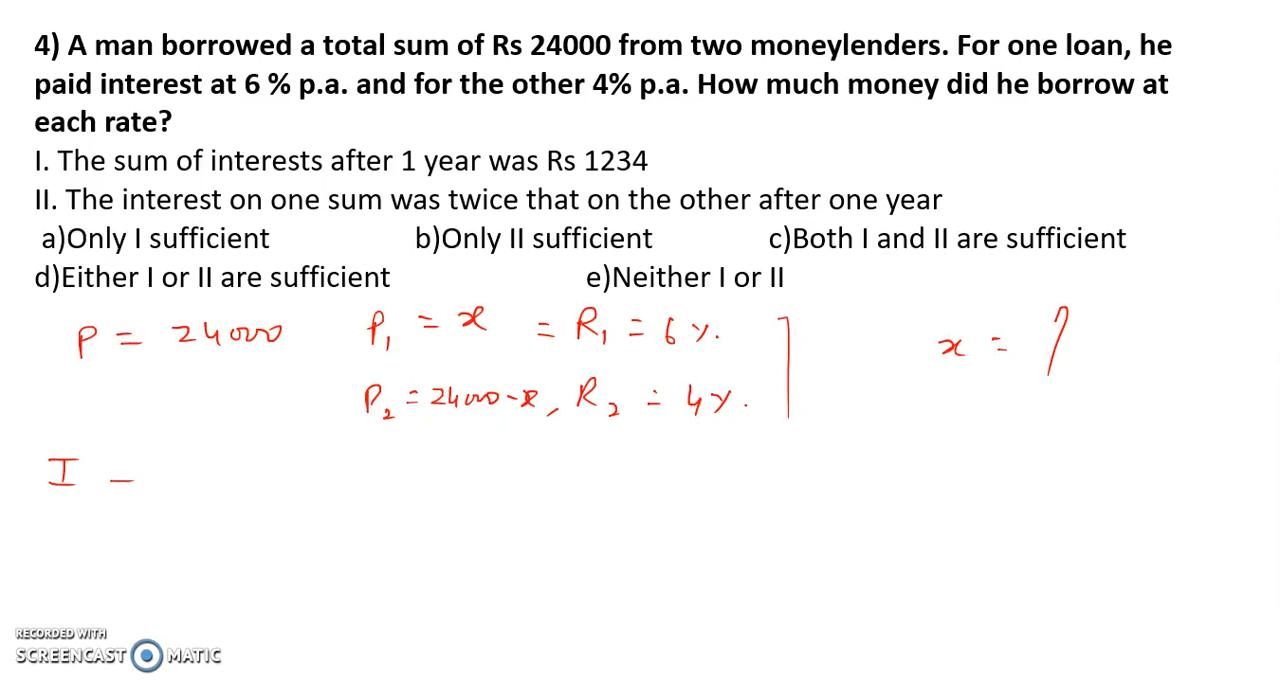 4) A man borrowed a total sum of Rs 24000 from two moneylenders. For one loan, he
paid interest at 6 % p.a. and for the other 4% p.a. How much money did he borrow at
each rate?
I. The sum of interests after 1 year was Rs 1234
II. The interest on one sum was twice that on the other after one year
a)Only I sufficient b)Only II sufficient c)Both I and II are sufficient
d)Either I or II are sufficient e)Neither I or II
P = 24000 P₁ = x = R₁ = 6 %. x = ?
P₂ = 24000-x, R₂ = 4 %.
I –
RECORDED WITH
SCREENCAST MATIC